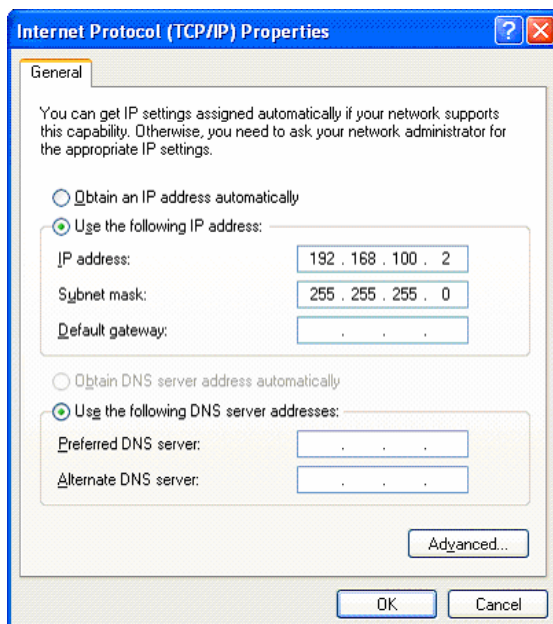 Internet Protocol (TCP/IP) Properties
General
You can get IP settings assigned automatically if your network supports
this capability. Otherwise, you need to ask your network administrator for
the appropriate IP settings.
Obtain an IP address automatically
Use the following IP address:
IP address: 192 . 168 . 100 . 2
Subnet mask: 255 . 255 . 255 . 0
Default gateway: . . .
Obtain DNS server address automatically
Use the following DNS server addresses:
Preferred DNS server: . . .
Alternate DNS server: . . .
Advanced...
OK Cancel